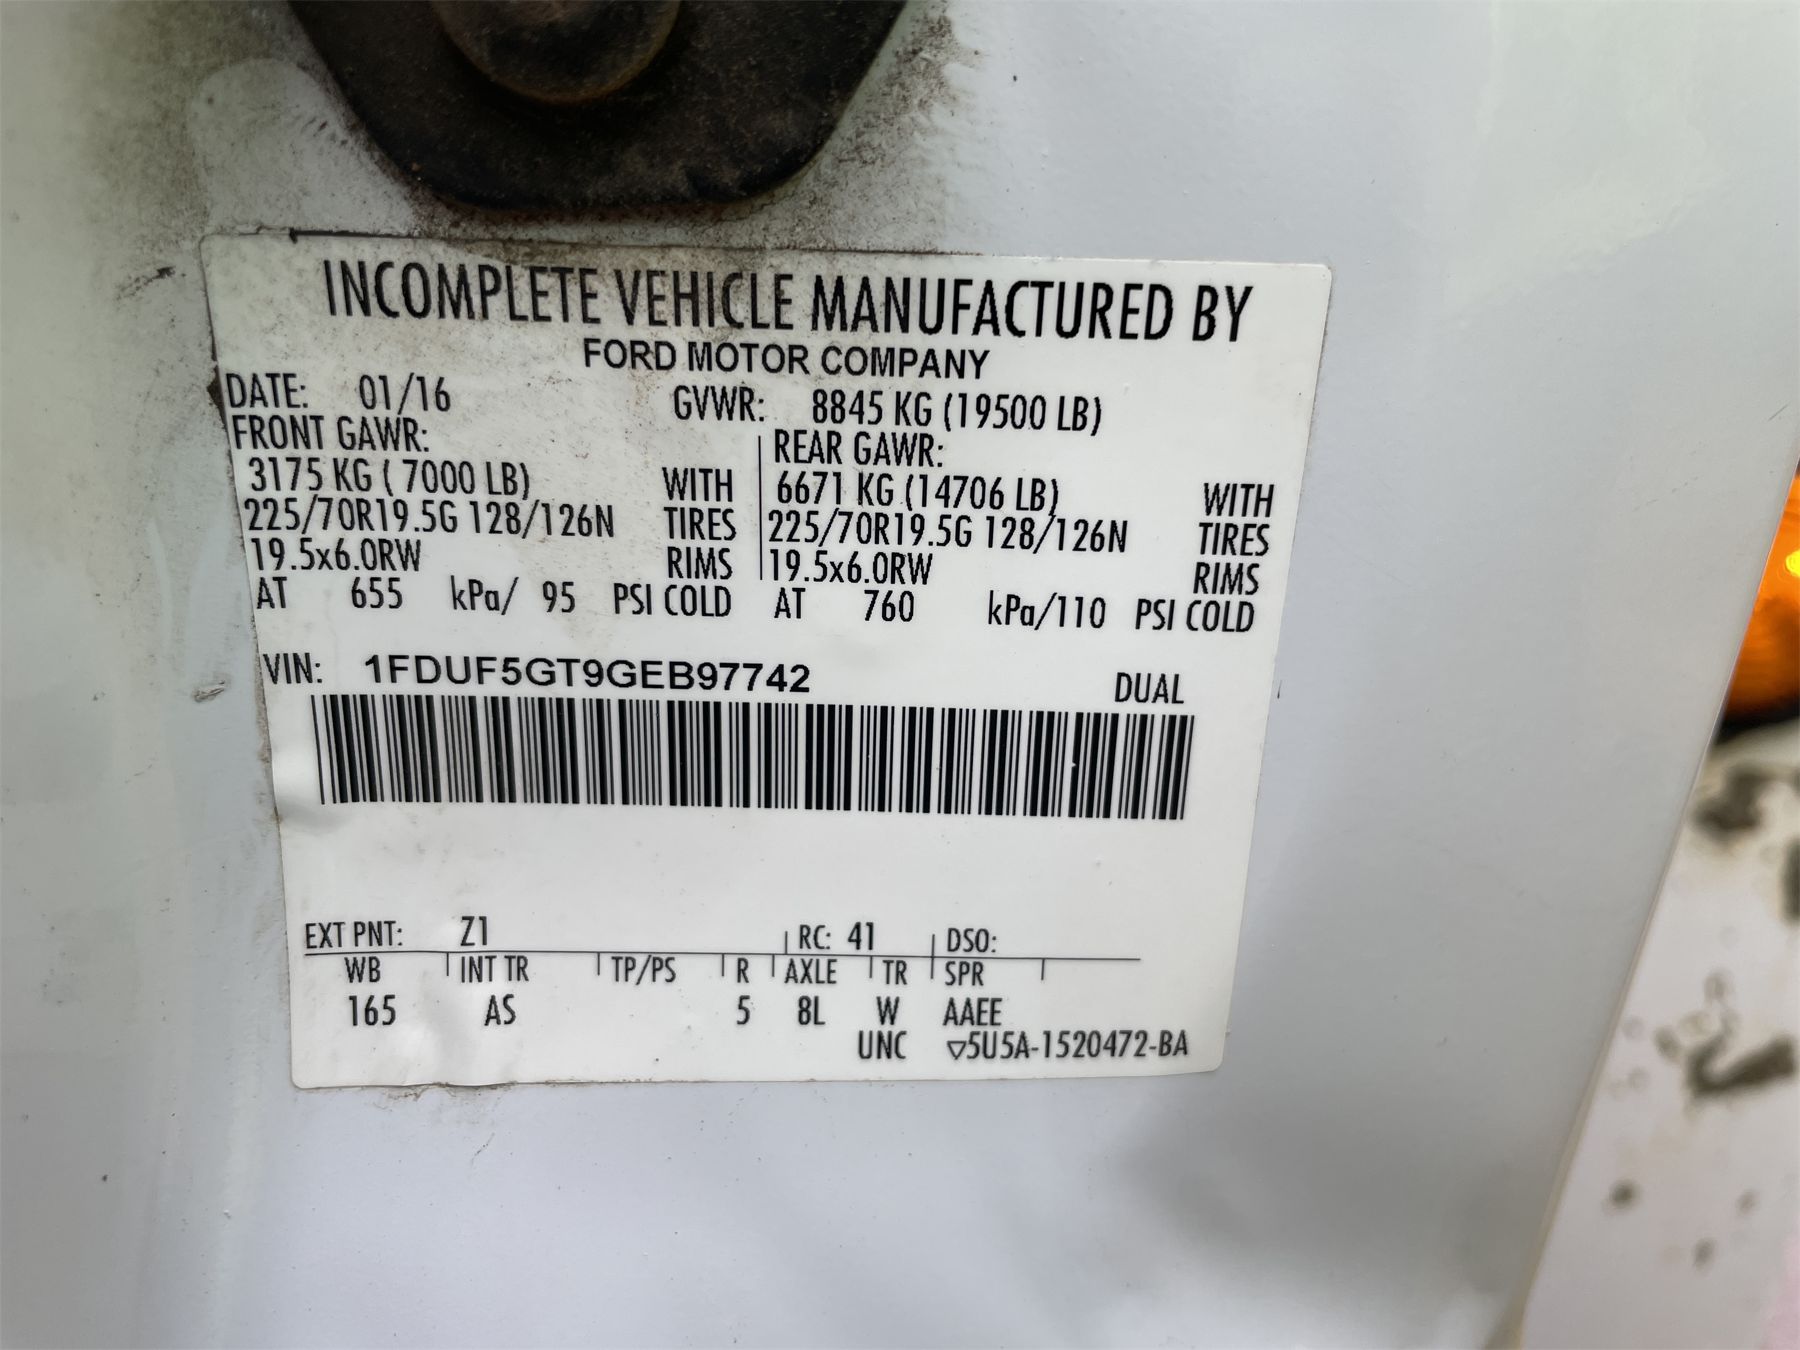 INCOMPLETE VEHICLE MANUFACTURED BY
FORD MOTOR COMPANY
DATE: 01/16 GVWR: 8845 KG (19500 LB)
FRONT GAWR: REAR GAWR:
3175 KG ( 7000 LB) WITH 6671 KG (14706 LB) WITH
225/70R19.5G 128/126N TIRES 225/70R19.5G 128/126N TIRES
19.5x6.0RW RIMS 19.5x6.0RW RIMS
AT 655 kPa/ 95 PSI COLD AT 760 kPa/110 PSI COLD
VIN: 1FDUF5GT9GEB97742 DUAL
EXT PNT: Z1 RC: 41 DSO:
WB INT TR TP/PS R AXLE TR SPR
165 AS 5 8L W AAEE
UNC ▽5U5A-1520472-BA